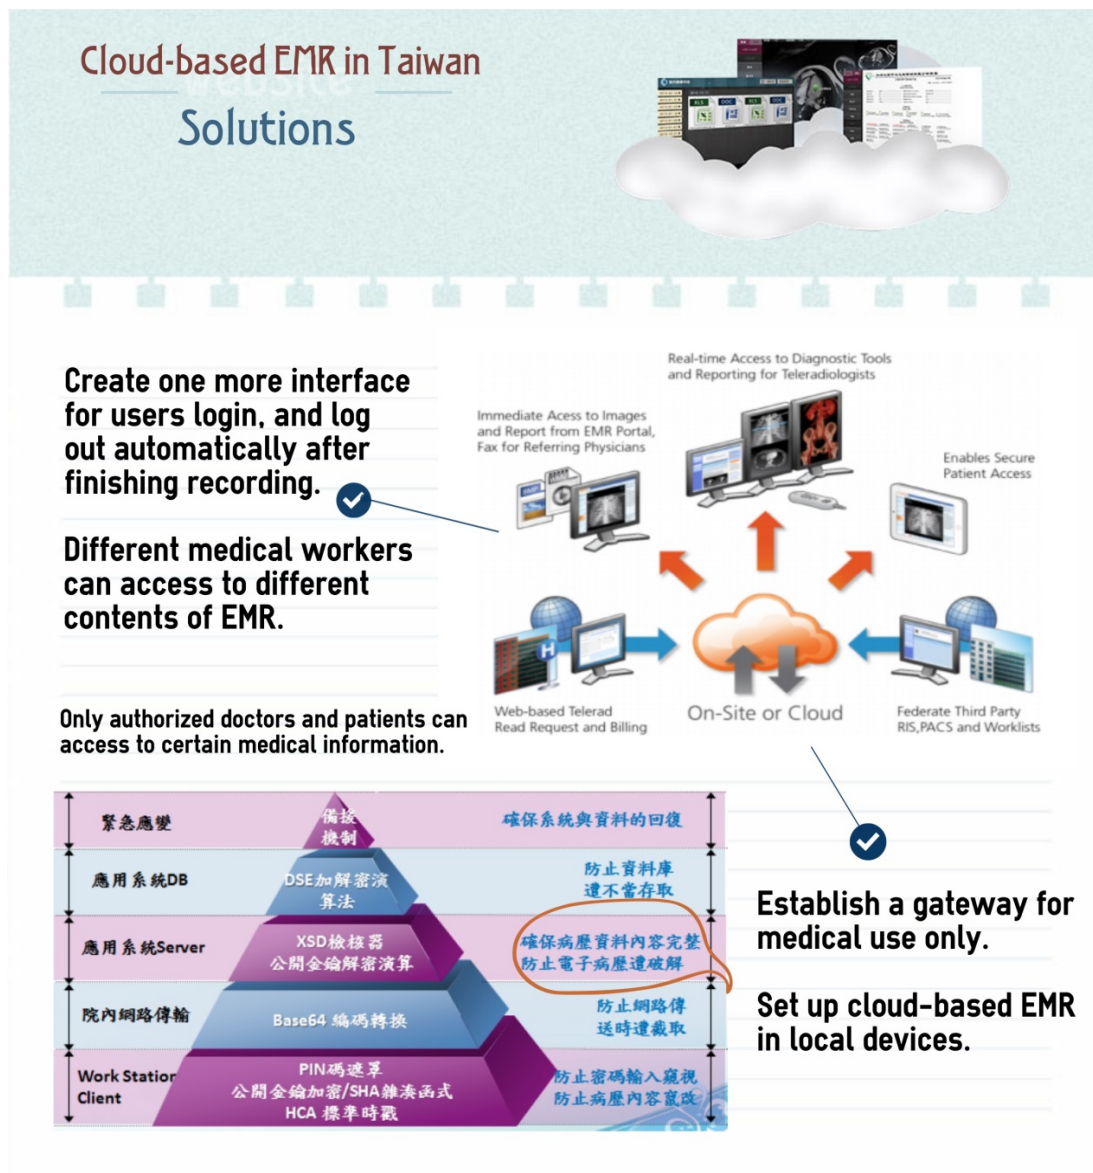 Cloud-based EMR in Taiwan
Website
Solutions
XLS
DOC
XLS
DOC
Create one more interface
for users login, and log
out automatically after
finishing recording.
Different medical workers
can access to different
contents of EMR.
Only authorized doctors and patients can
access to certain medical information.
Real-time Access to Diagnostic Tools
and Reporting for Teleradiologists
Immediate Acess to Images
and Report from EMR Portal,
Fax for Referring Physicians
Enables Secure
Patient Access
H
Web-based Telerad
Read Request and Billing
On-Site or Cloud
Federate Third Party
RIS,PACS and Worklists
緊急應變
備援
機制
確保系統與資料的回復
應用系統DB
DSE加解密演
算法
防止資料庫
遭不當存取
應用系統Server
XSD檢核器
公開金鑰解密演算
確保病歷資料內容完整
防止電子病歷遭破解
院內網路傳輸
Base64 編碼轉換
防止網路傳
送時遭截取
Work Station
Client
PIN碼遮罩
公開金鑰加密/SHA雜湊函式
HCA 標準時戳
防止密碼輸入窺視
防止病歷內容竄改
Establish a gateway for
medical use only.
Set up cloud-based EMR
in local devices.